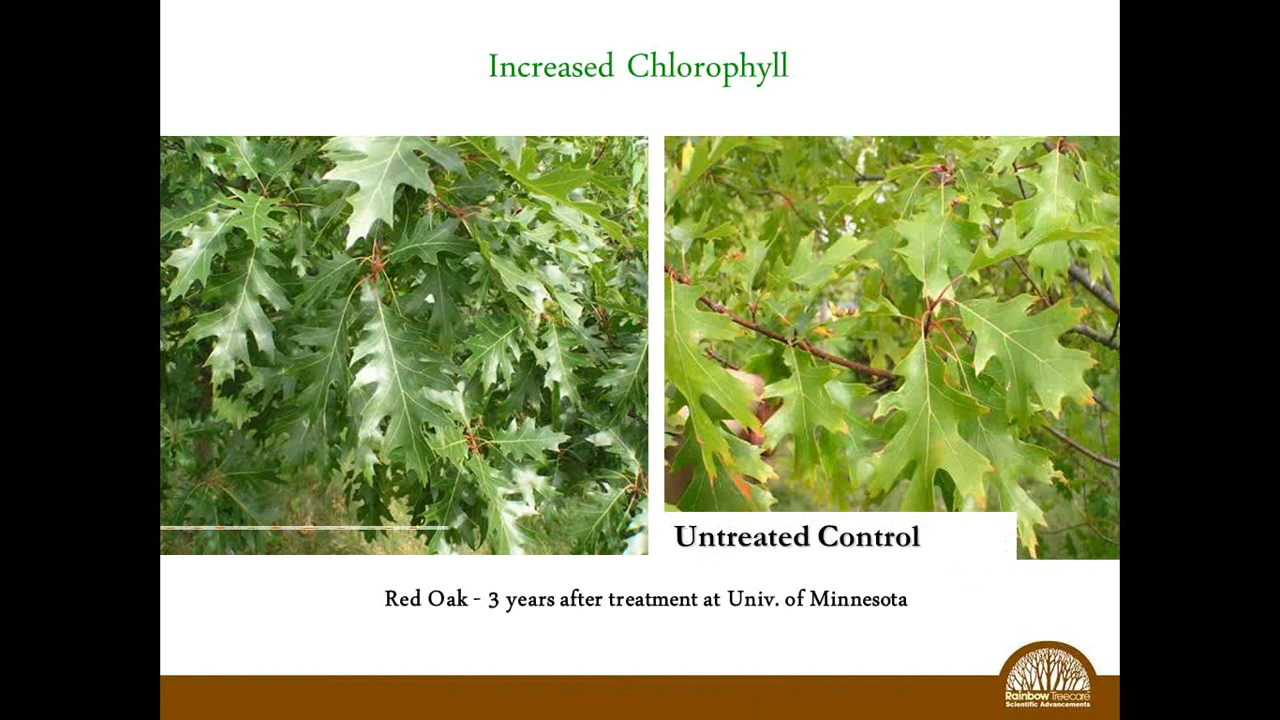 Increased Chlorophyll
Untreated Control
Red Oak - 3 years after treatment at Univ. of Minnesota
Rainbow Treecare
Scientific Advancements